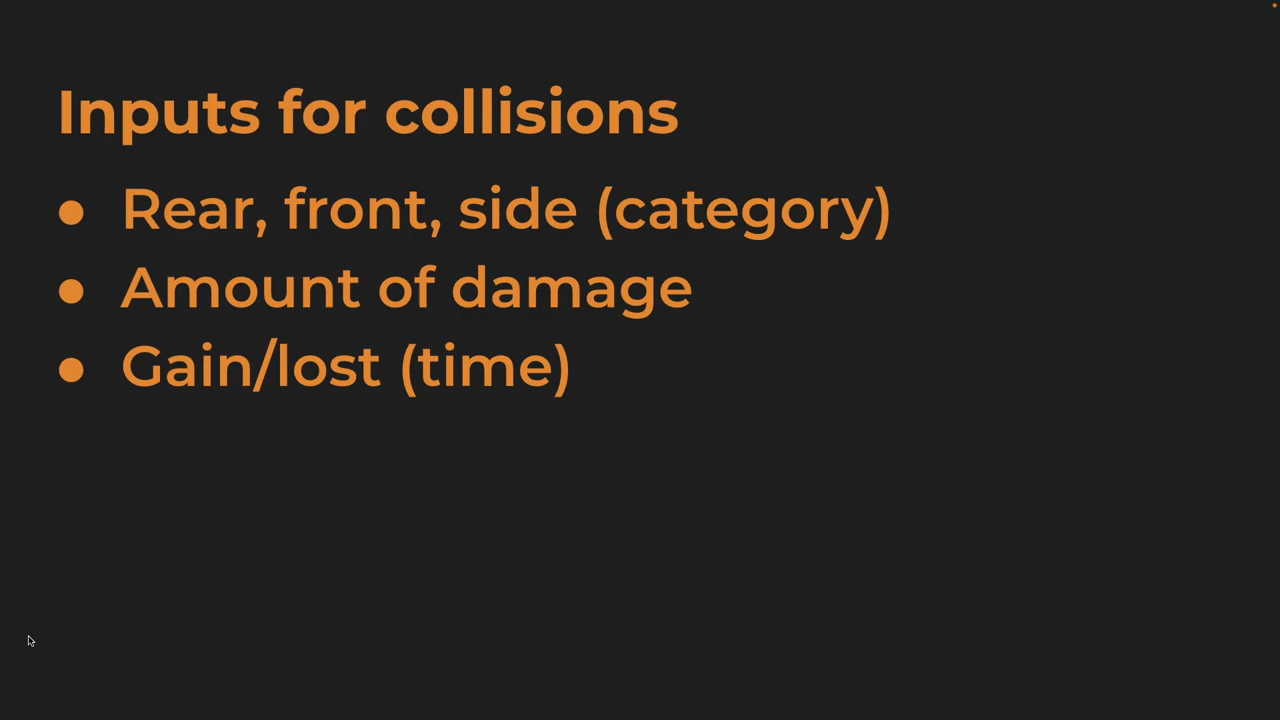 Inputs for collisions
● Rear, front, side (category)
● Amount of damage
● Gain/lost (time)